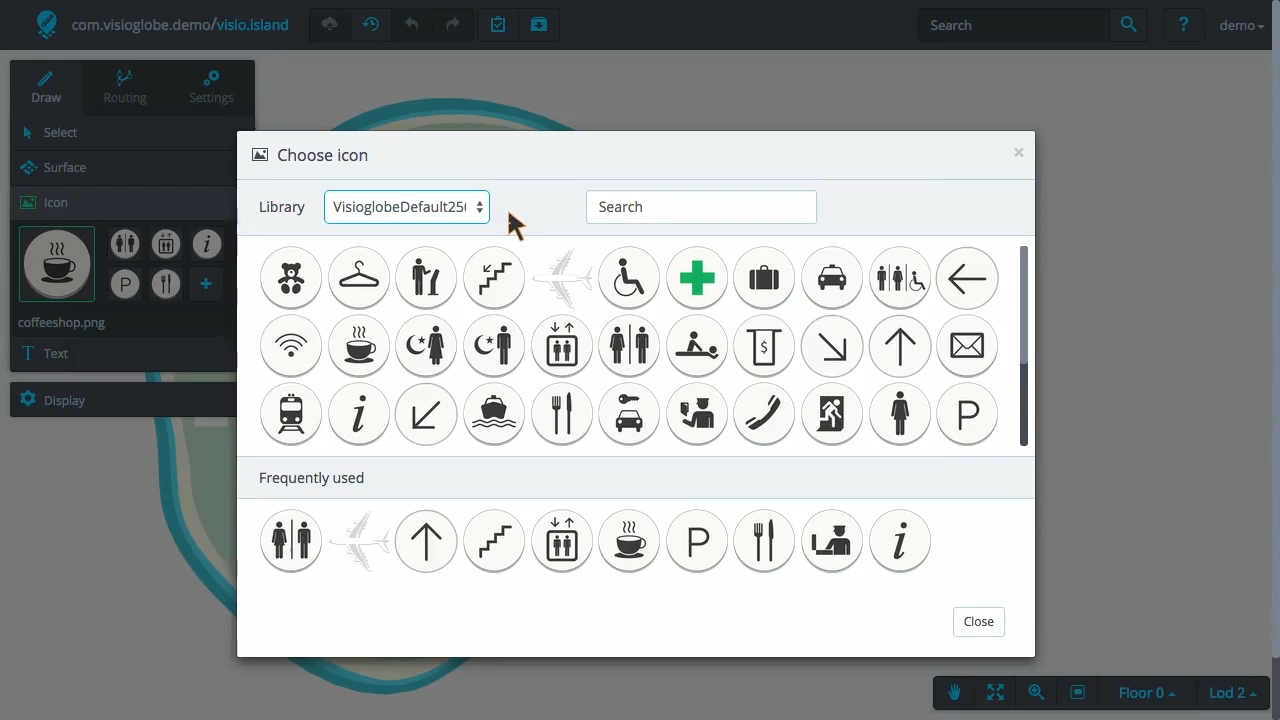 com.visioglobe.demo/visio.island
Search
?
demo
Draw
Routing
Settings
Select
Surface
Icon
i
P
+
coffeeshop.png
T Text
Display
Choose icon
×
Library
VisioglobeDefault256
Search
$
i
P
Frequently used
P
i
Close
Floor 0
Lod 2